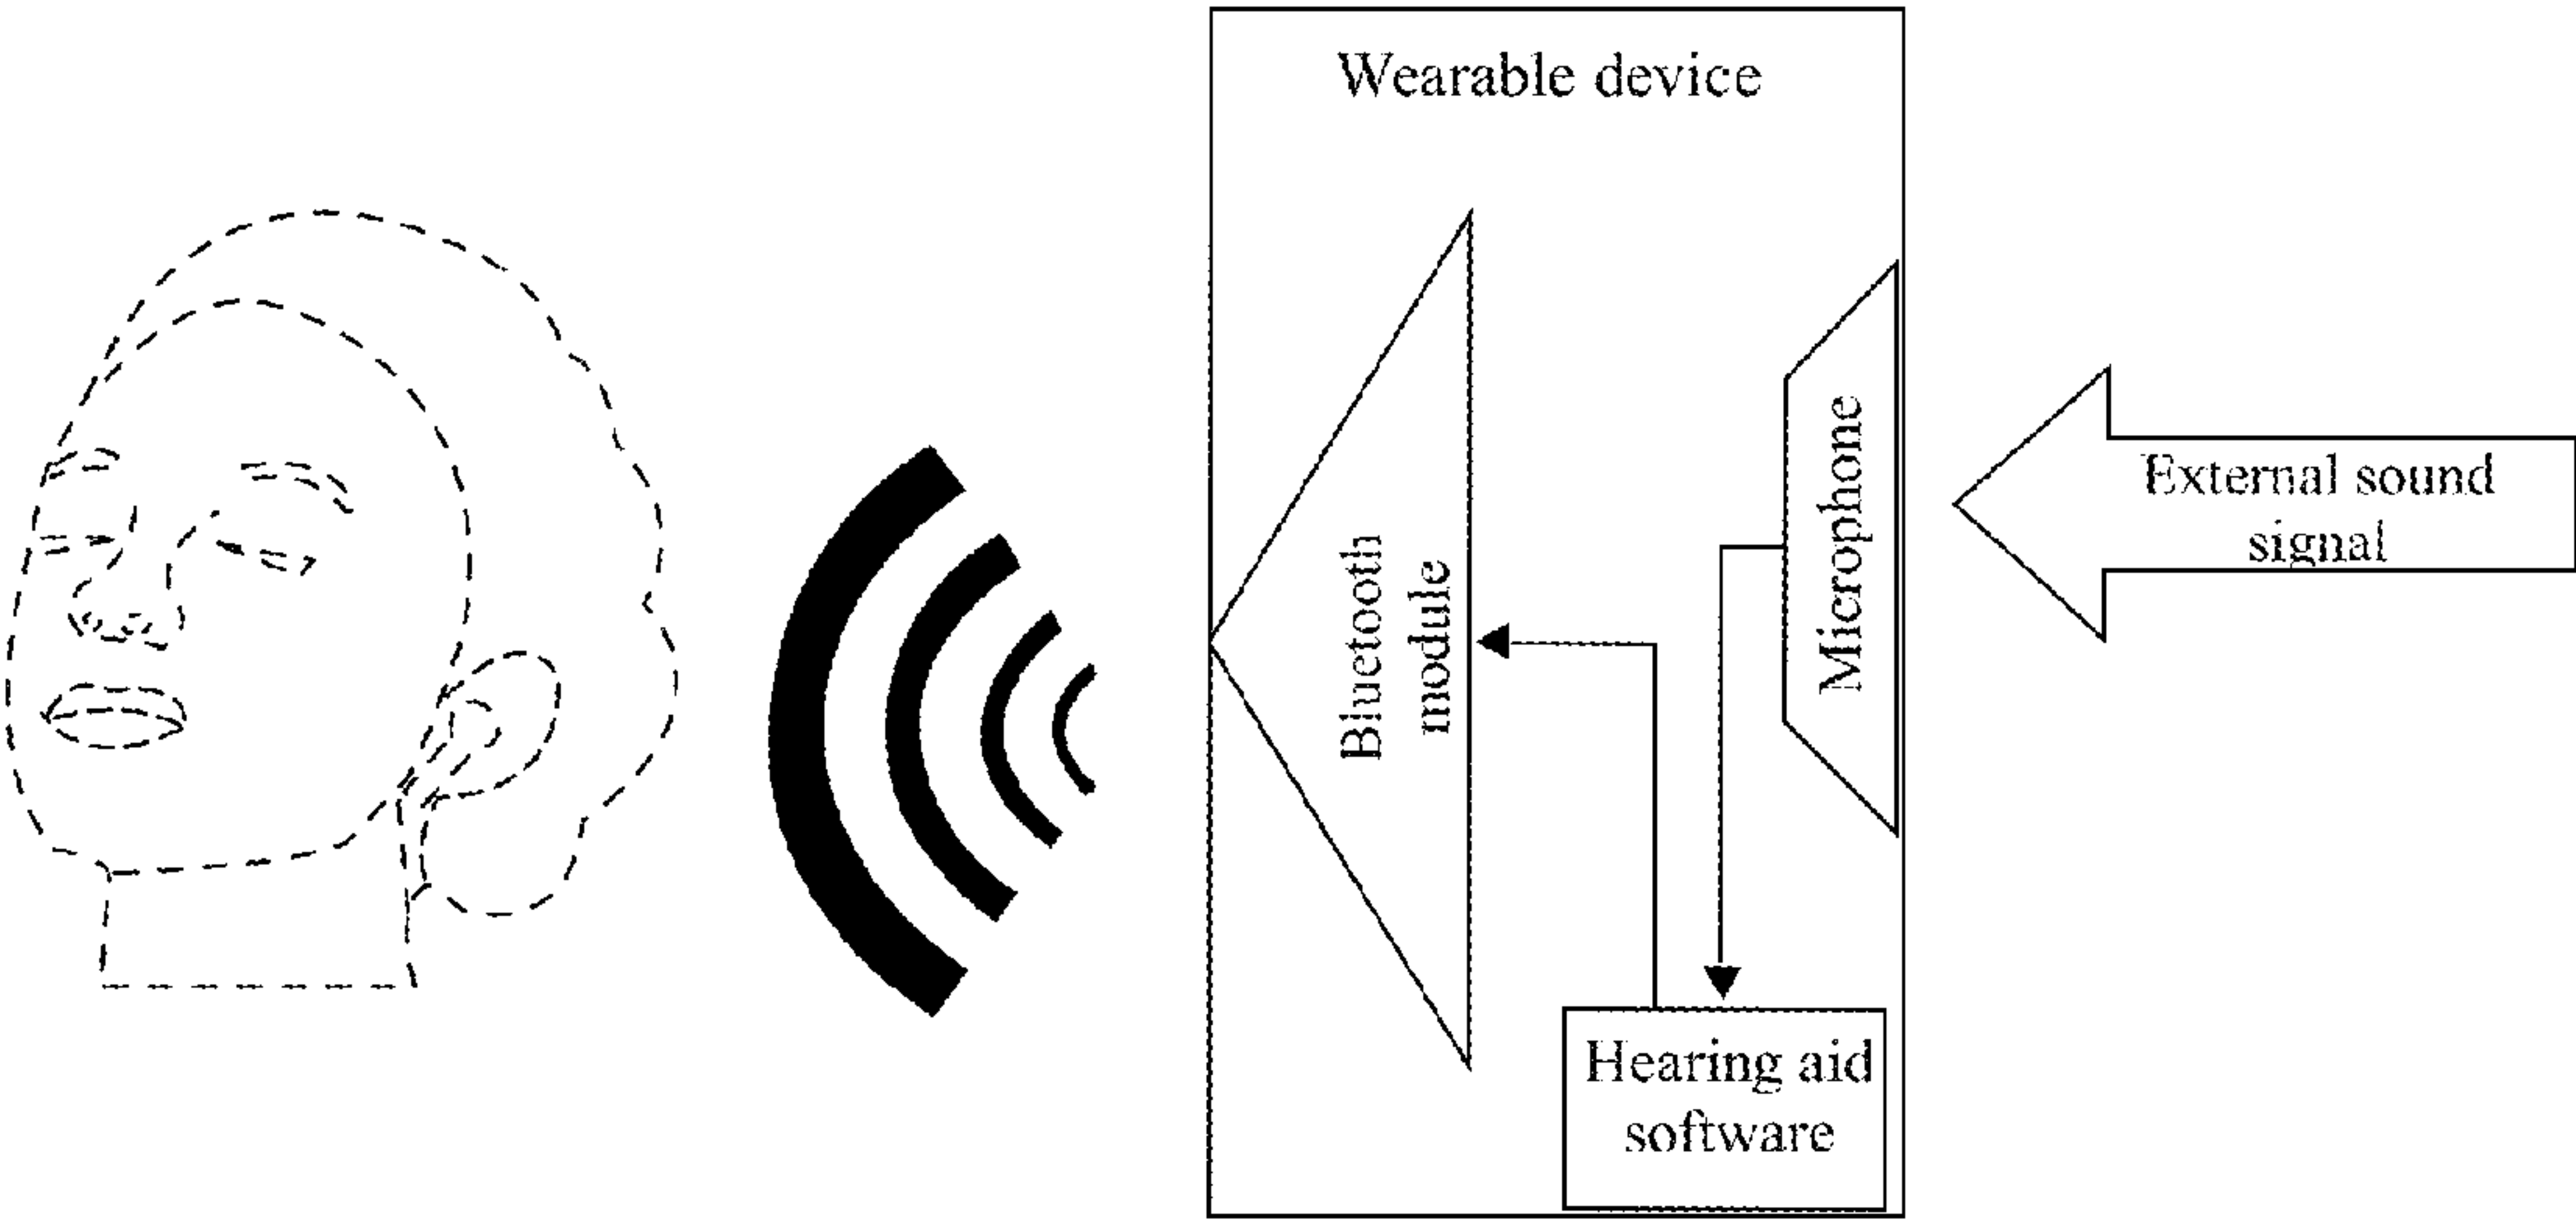 Wearable device
Bluetooth
module
Microphone
External sound
signal
Hearing aid
software